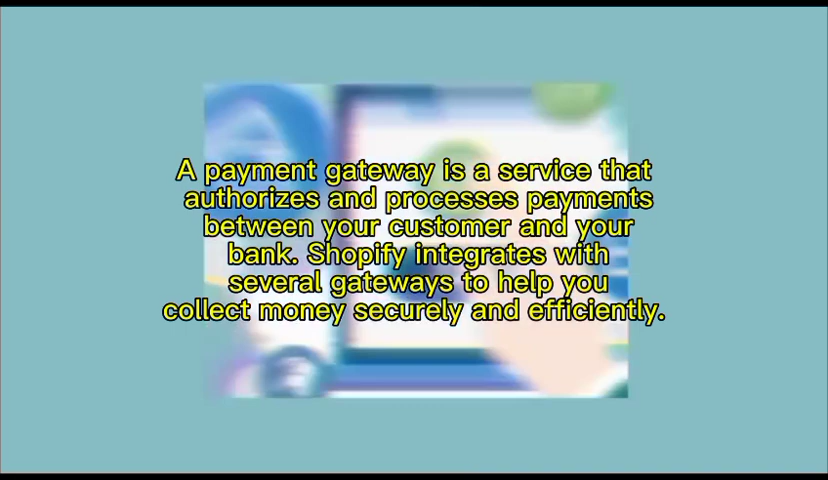 A payment gateway is a service that
authorizes and processes payments
between your customer and your
bank. Shopify integrates with
several gateways to help you
collect money securely and efficiently.